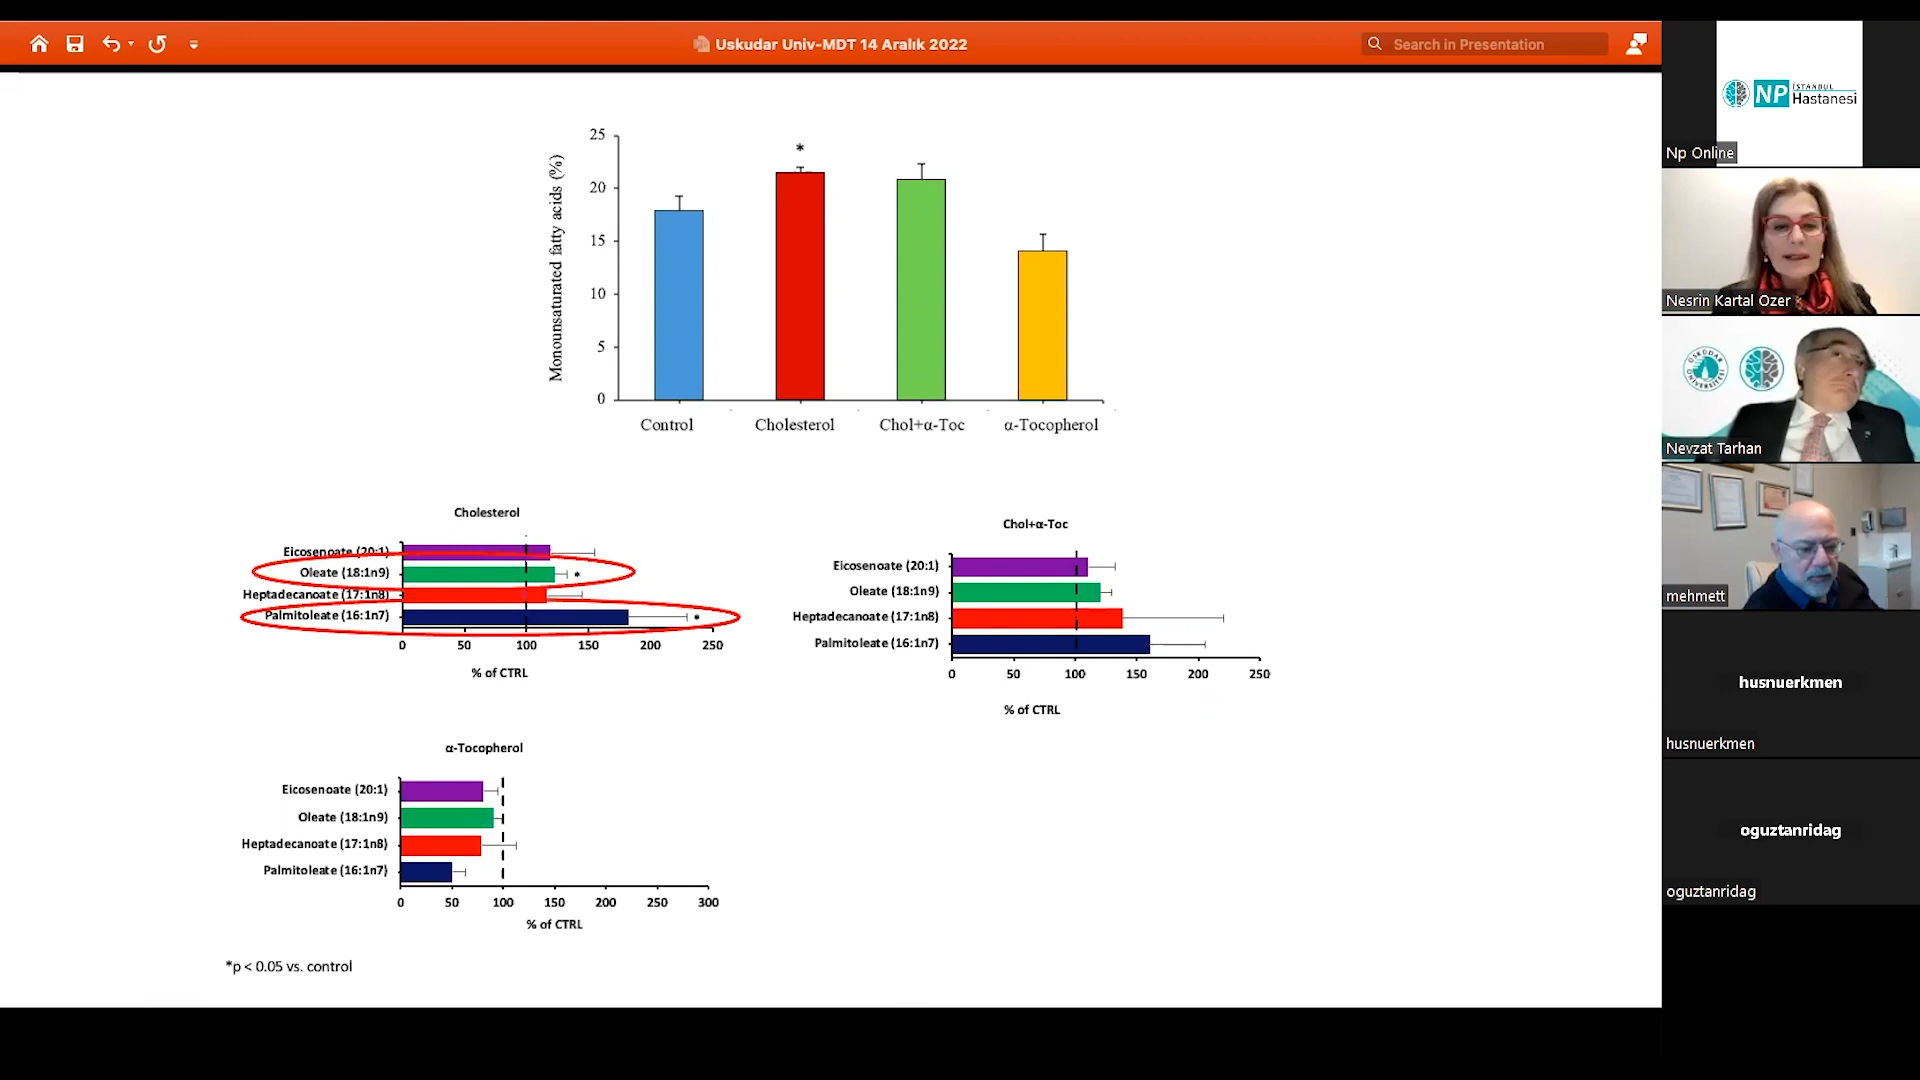 Uskudar Univ-MDT 14 Aralık 2022
Search in Presentation
25
20
15
10
5
0
Monounsaturated fatty acids (%)
*
Control
Cholesterol
Chol+α-Toc
α-Tocopherol
Cholesterol
Eicosenoate (20:1)
Oleate (18:1n9)
*
Heptadecanoate (17:1n8)
Palmitoleate (16:1n7)
*
0 50 100 150 200 250
% of CTRL
Chol+α-Toc
Eicosenoate (20:1)
Oleate (18:1n9)
Heptadecanoate (17:1n8)
Palmitoleate (16:1n7)
0 50 100 150 200 250
% of CTRL
α-Tocopherol
Eicosenoate (20:1)
Oleate (18:1n9)
Heptadecanoate (17:1n8)
Palmitoleate (16:1n7)
0 50 100 150 200 250 300
% of CTRL
*p < 0.05 vs. control
NP İSTANBUL
Hastanesi
Np Online
Nesrin Kartal Ozer
ÜSKÜDAR
ÜNİVERSİTESİ
Nevzat Tarhan
mehmett
husnuerkmen
husnuerkmen
oguztanridag
oguztanridag